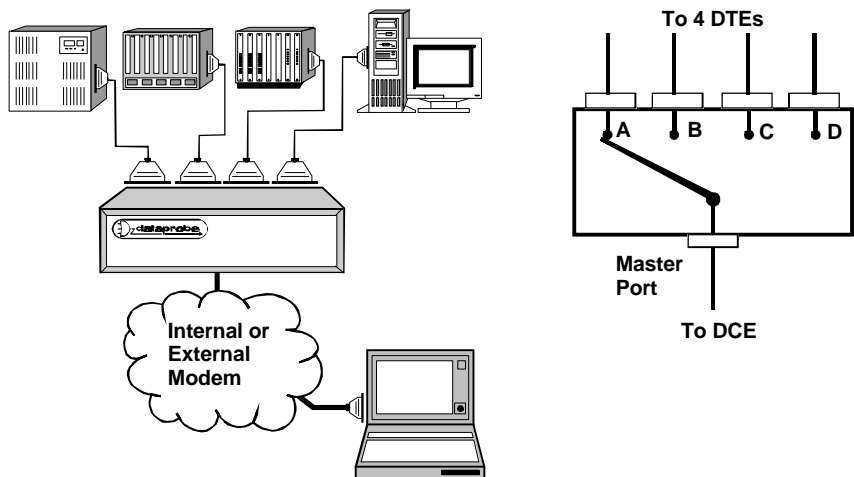 dataprobe
Internal or
External
Modem
To 4 DTEs
A
B
C
D
Master
Port
To DCE